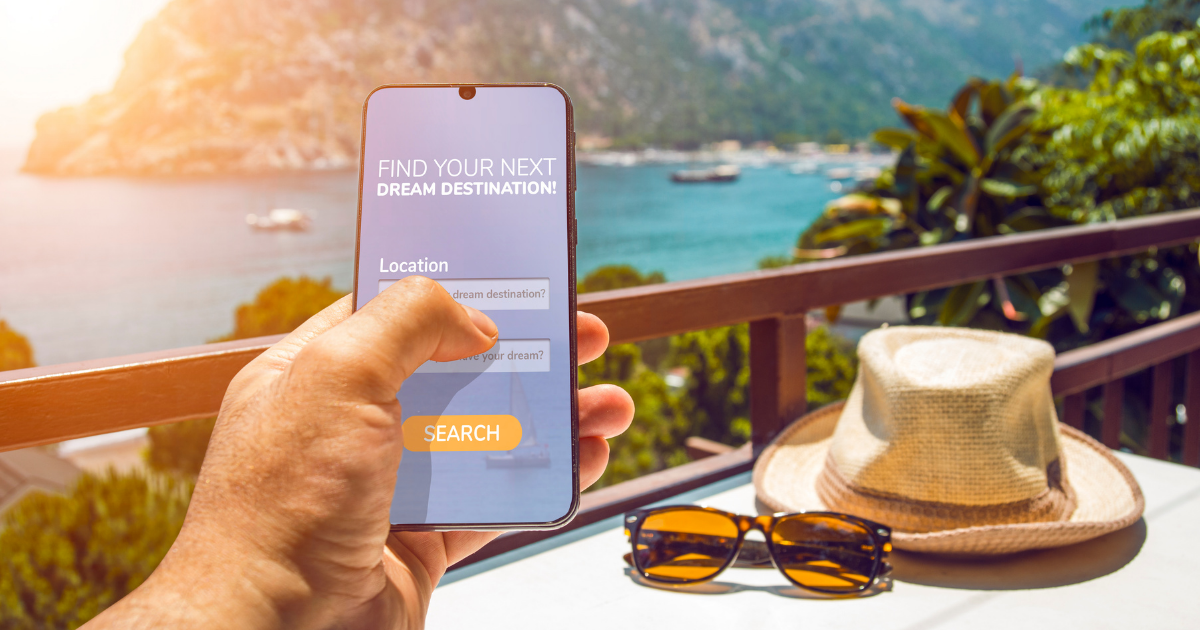 FIND YOUR NEXT
DREAM DESTINATION!
Location
dream destination?
your dream?
SEARCH